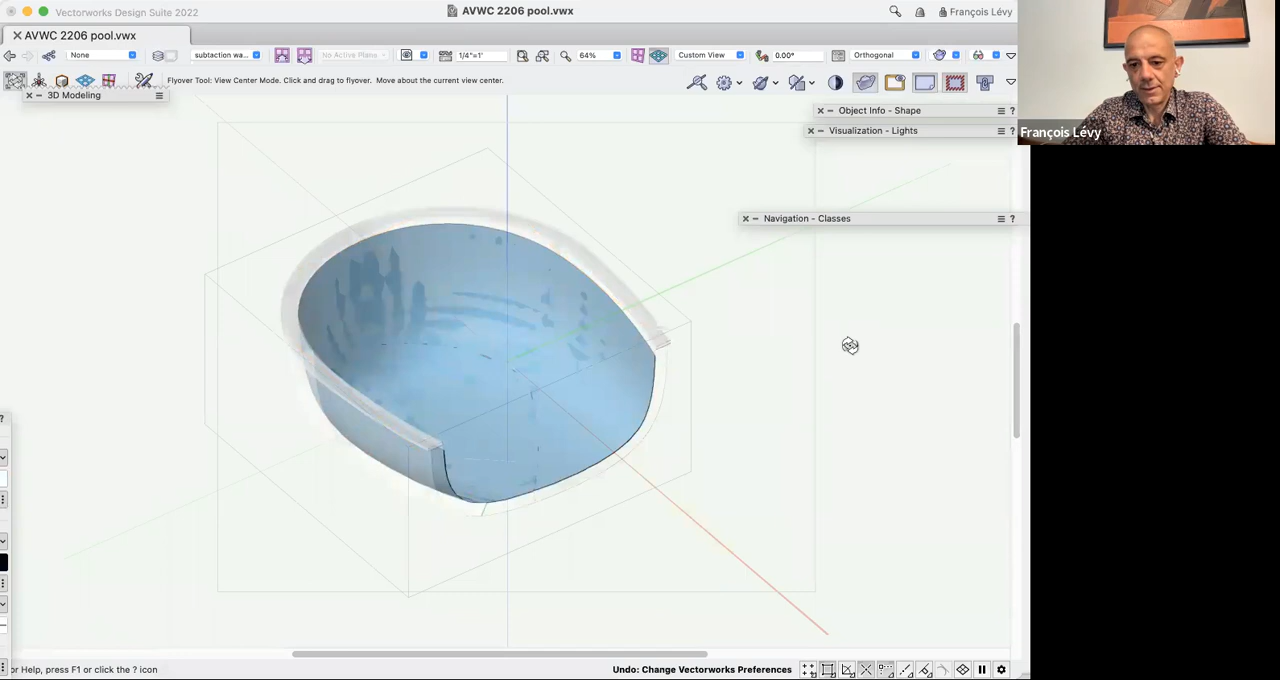 Vectorworks Design Suite 2022
AVWC 2206 pool.vwx
François Lévy
AVWC 2206 pool.vwx
None
subtaction wa...
No Active Plane
1/4"=1'
64%
Custom View
0.00°
Orthogonal
Flyover Tool: View Center Mode. Click and drag to flyover. Move about the current view center.
3D Modeling
Object Info - Shape
?
Visualization - Lights
?
François Lévy
Navigation - Classes
?
?
or Help, press F1 or click the ? icon
Undo: Change Vectorworks Preferences